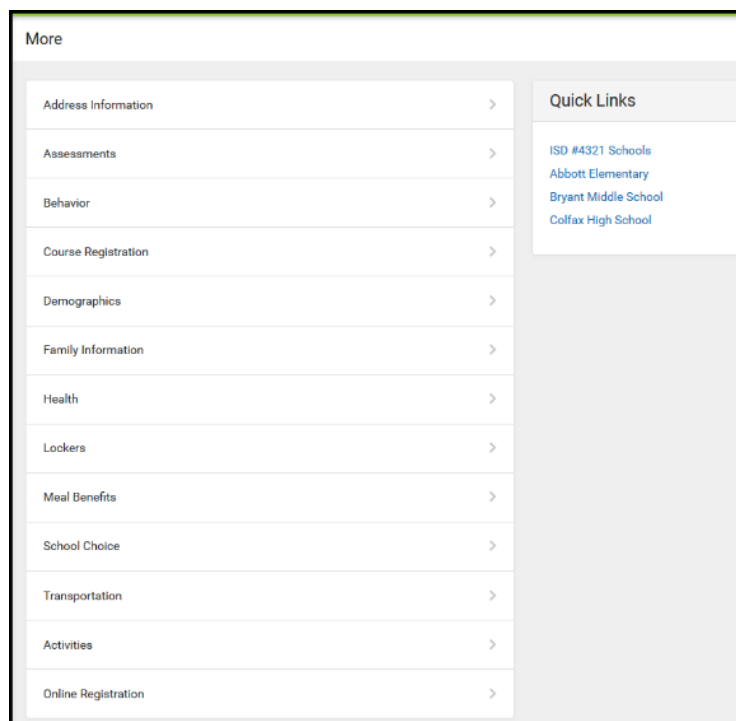 More
Address Information
Assessments
Behavior
Course Registration
Demographics
Family Information
Health
Lockers
Meal Benefits
School Choice
Transportation
Activities
Online Registration
Quick Links
ISD #4321 Schools
Abbott Elementary
Bryant Middle School
Colfax High School